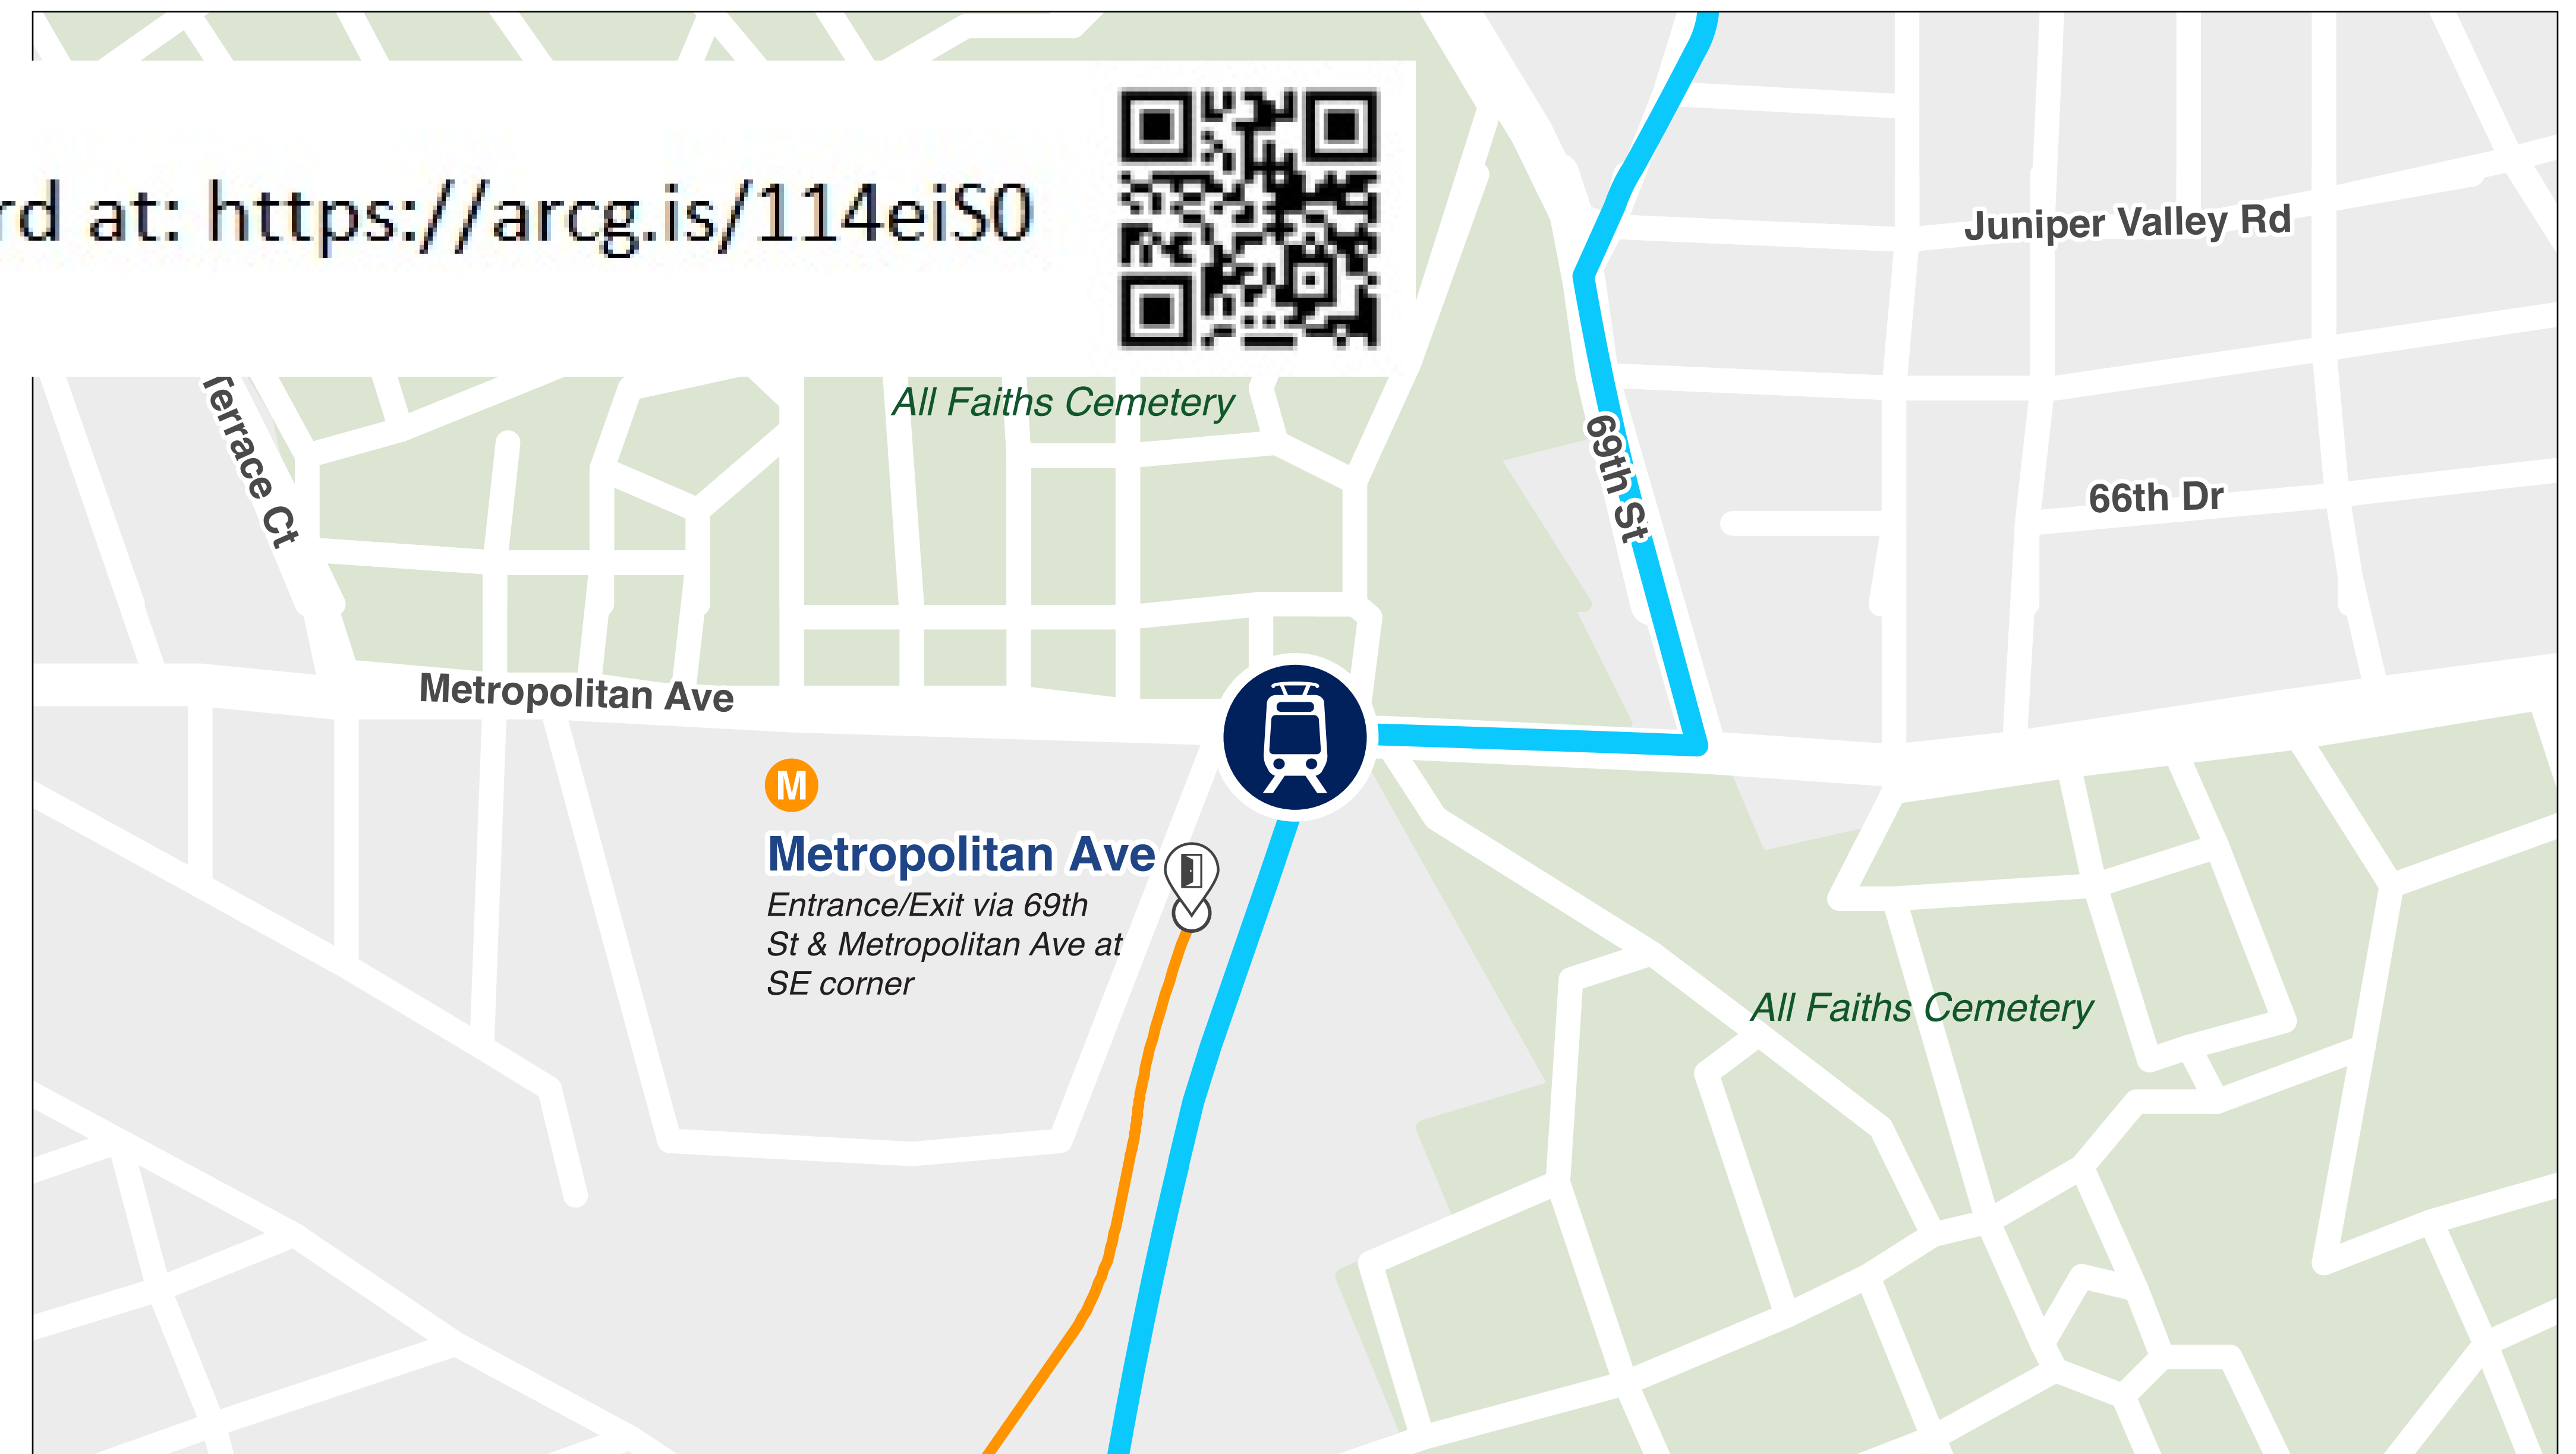 rd at: https://arcg.is/114eiS0
Juniper Valley Rd
All Faiths Cemetery
Terrace Ct
69th St
66th Dr
Metropolitan Ave
M
Metropolitan Ave
Entrance/Exit via 69th
St & Metropolitan Ave at
SE corner
All Faiths Cemetery